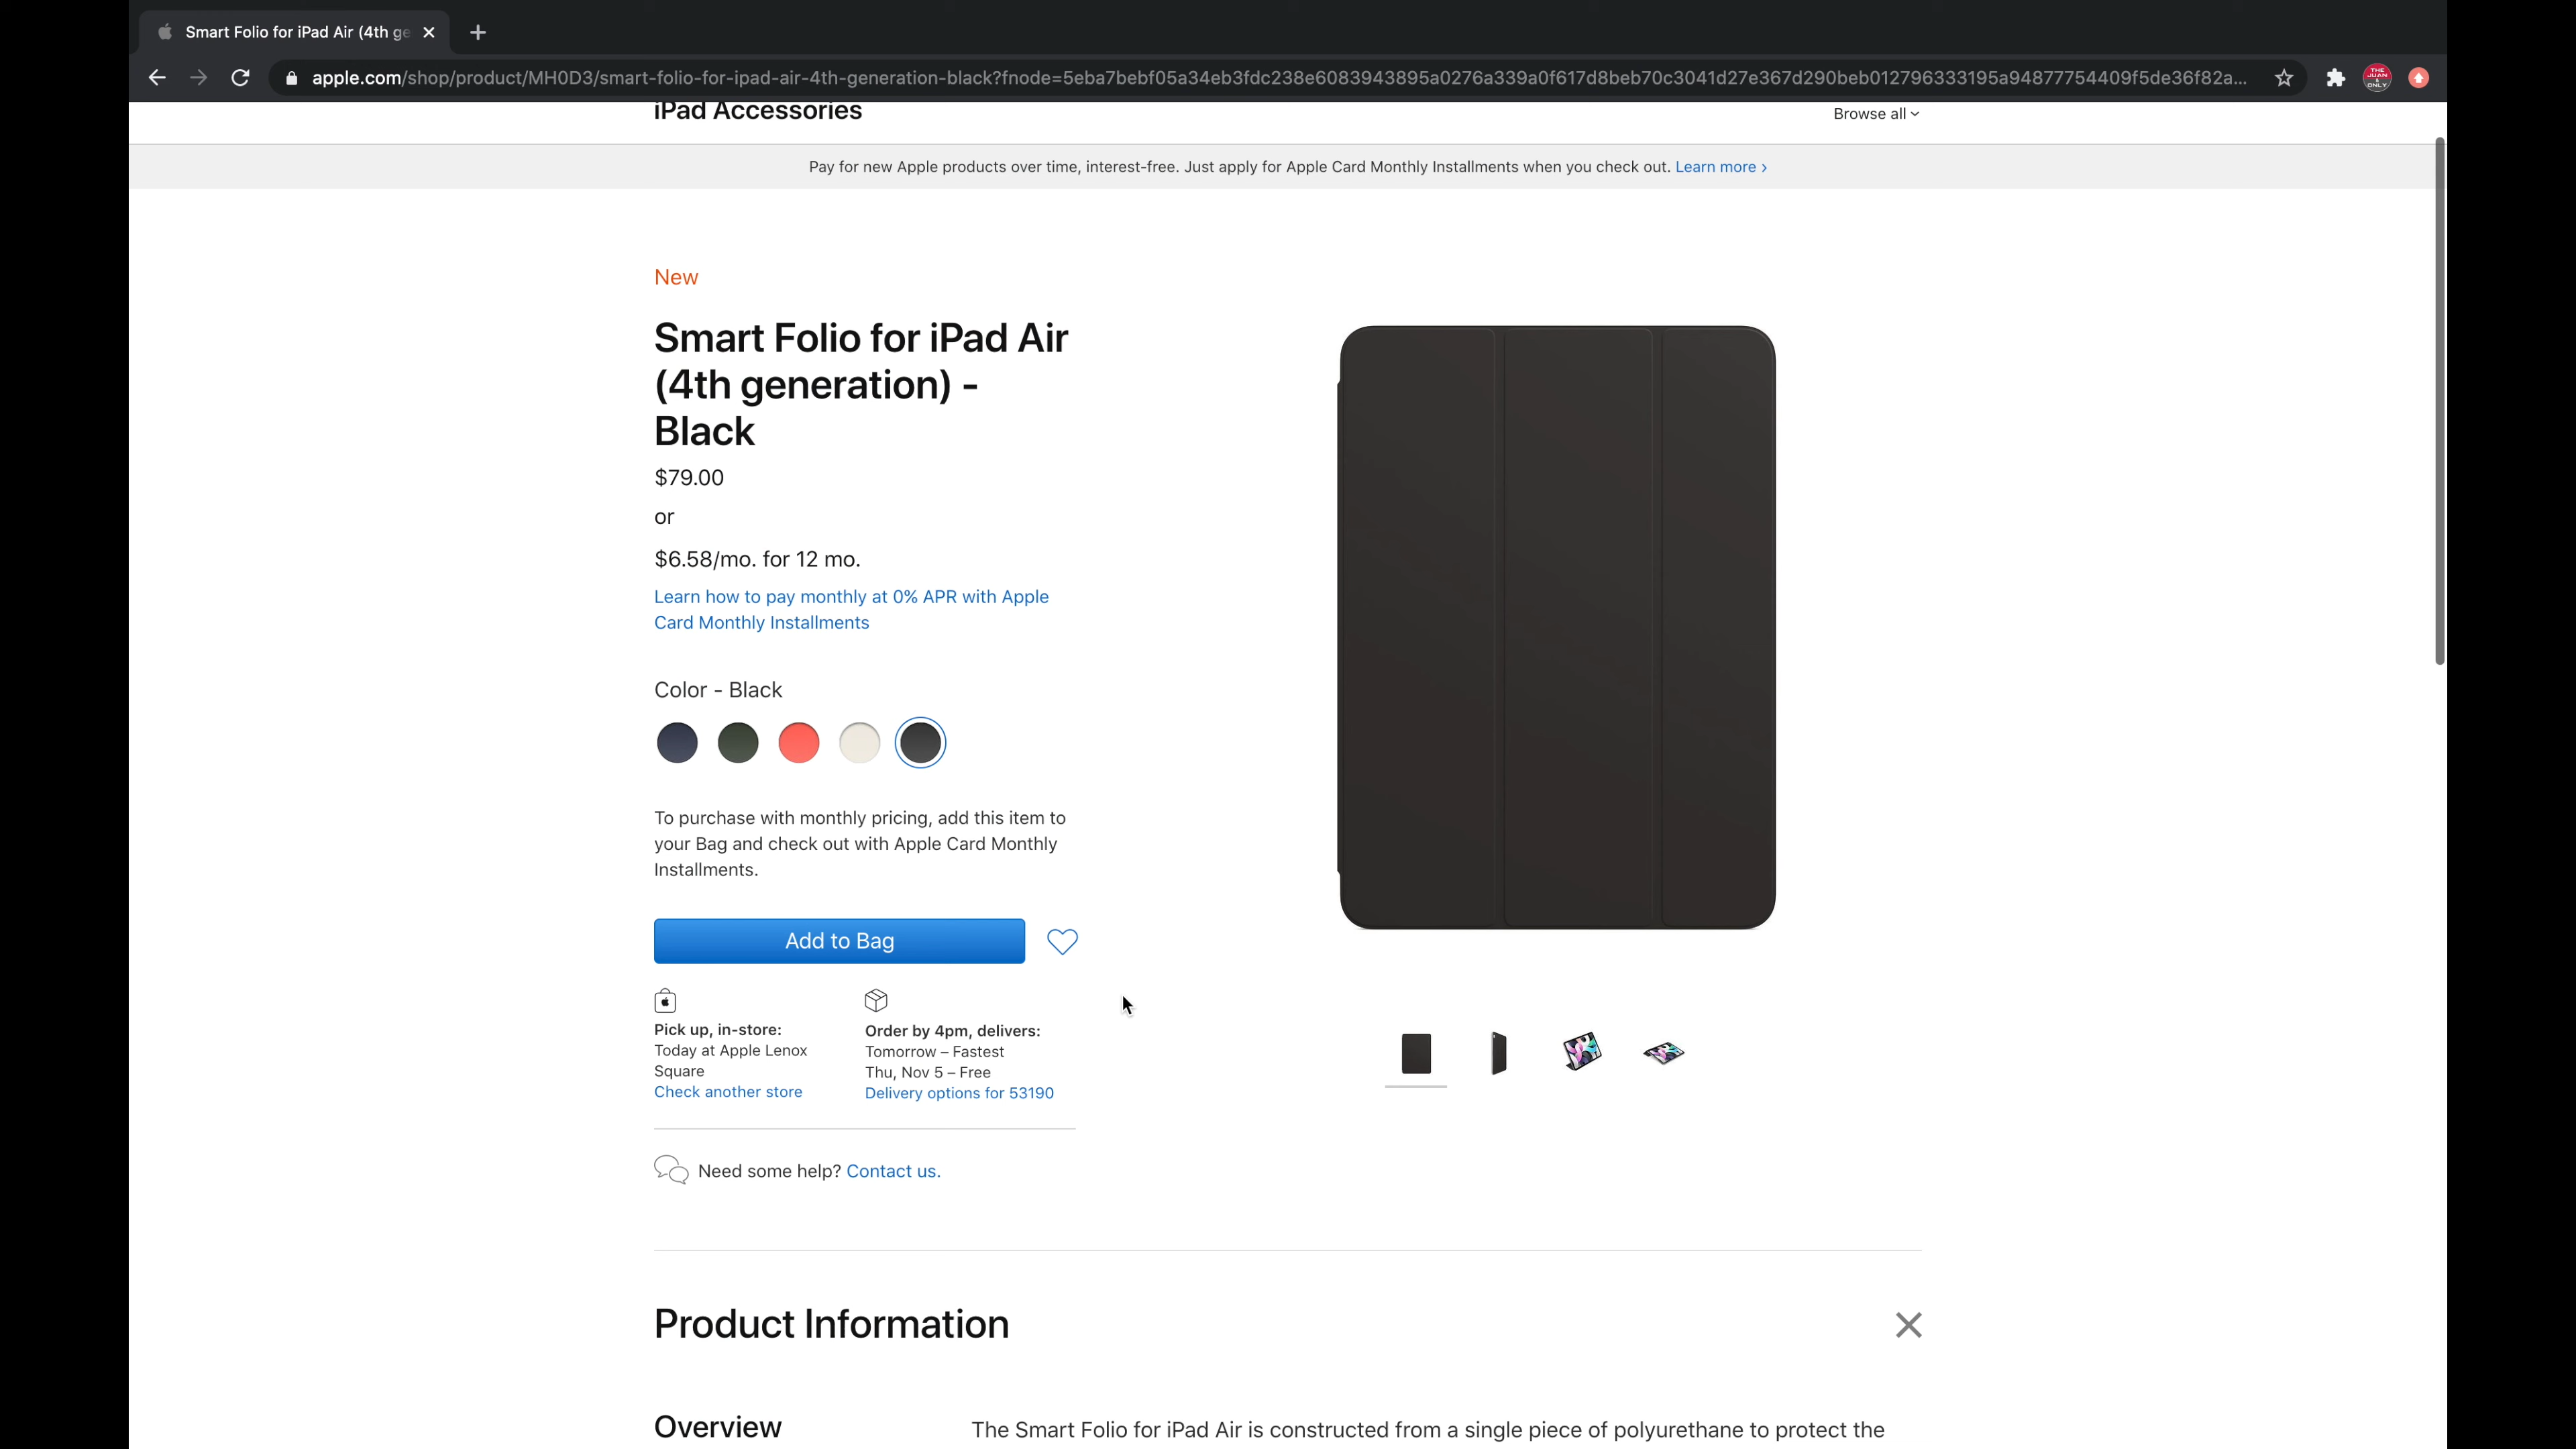 Smart Folio for iPad Air (4th ge
apple.com/shop/product/MH0D3/smart-folio-for-ipad-air-4th-generation-black?fnode=5eba7bebf05a34eb3fdc238e6083943895a0276a339a0f617d8beb70c3041d27e367d290beb012796333195a94877754409f5de36f82a...
THE JUAN & ONLY
iPad Accessories
Browse all
Pay for new Apple products over time, interest-free. Just apply for Apple Card Monthly Installments when you check out. Learn more >
New
Smart Folio for iPad Air
(4th generation) -
Black
$79.00
or
$6.58/mo. for 12 mo.
Learn how to pay monthly at 0% APR with Apple
Card Monthly Installments
Color - Black
To purchase with monthly pricing, add this item to
your Bag and check out with Apple Card Monthly
Installments.
Add to Bag
Pick up, in-store:
Today at Apple Lenox
Square
Check another store
Order by 4pm, delivers:
Tomorrow – Fastest
Thu, Nov 5 – Free
Delivery options for 53190
Need some help? Contact us.
Product Information
Overview
The Smart Folio for iPad Air is constructed from a single piece of polyurethane to protect the